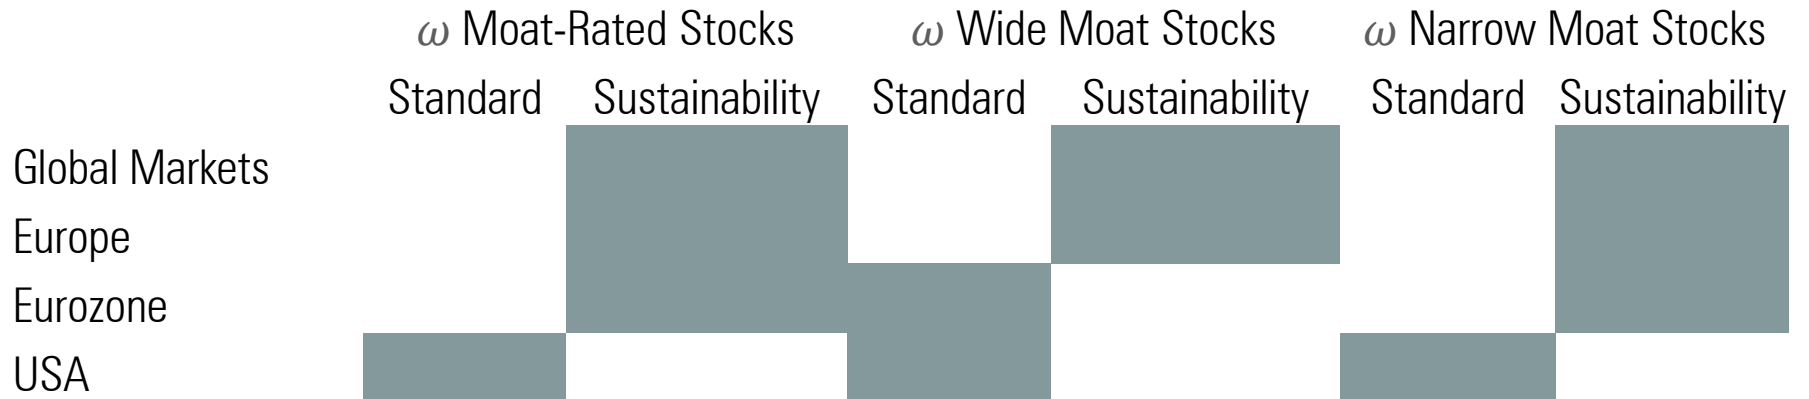 ω Moat-Rated Stocks ω Wide Moat Stocks ω Narrow Moat Stocks
Standard Sustainability Standard Sustainability Standard Sustainability
Global Markets
Europe
Eurozone
USA